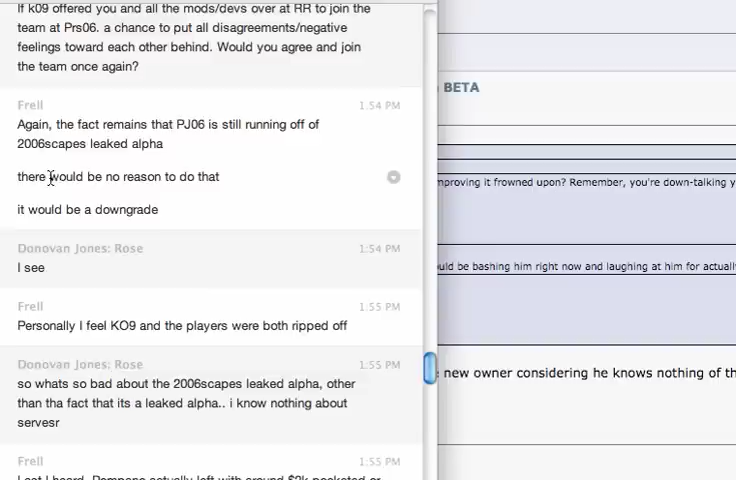 If k09 offered you and all the mods/devs over at RR to join the
team at Prs06. a chance to put all disagreements/negative
feelings toward each other behind. Would you agree and join
the team once again?
Frell 1:54 PM
Again, the fact remains that PJ06 is still running off of
2006scapes leaked alpha
there would be no reason to do that
it would be a downgrade
Donovan Jones: Rose 1:54 PM
I see
Frell 1:55 PM
Personally I feel KO9 and the players were both ripped off
Donovan Jones: Rose 1:55 PM
so whats so bad about the 2006scapes leaked alpha, other
than tha fact that its a leaked alpha.. i know nothing about
servesr
Frell 1:55 PM
BETA
mproving it frowned upon? Remember, you're down-talking y
uld be bashing him right now and laughing at him for actuall
new owner considering he knows nothing of th